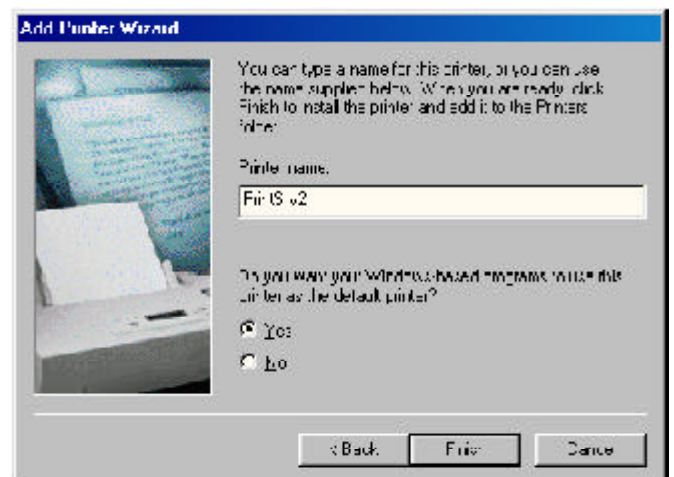 Add Printer Wizard
You can type a name for this printer, or you can use
the name supplied below. When you are ready, click
Finish to install the printer and add it to the Printers
folder.
Printer name:
Do you want your Windows-based programs to use this
printer as the default printer?
Yes
No
< Back
Finish
Cancel